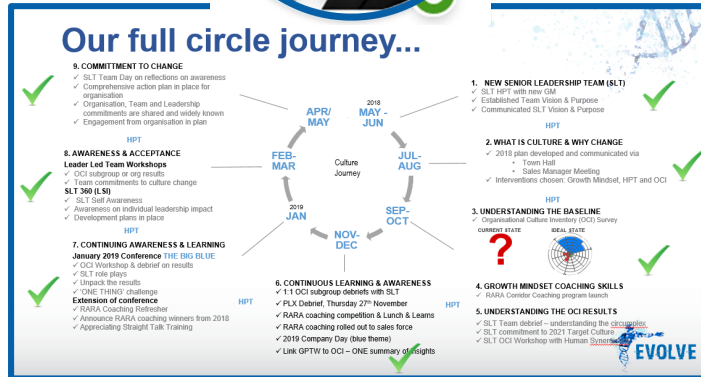 Our full circle journey...
9. COMMITTMENT TO CHANGE
✓ SLT Team Day on reflections on awareness
✓ Comprehensive action plan in place for
organisation
✓ Organisation, Team and Leadership
commitments are shared and widely known
✓ Engagement from organisation in plan
HPT
8. AWARENESS & ACCEPTANCE
Leader Led Team Workshops
✓ OCI subgroup or org results
✓ Team commitments to culture change
SLT 360 (LSI)
✓ SLT Self Awareness
✓ Awareness on individual leadership impact
✓ Development plans in place
HPT
7. CONTINUING AWARENESS & LEARNING
January 2019 Conference THE BIG BLUE
✓ OCI Workshop & debrief on results
✓ SLT role plays
✓ Unpack the results
✓ 'ONE THING' challenge
Extension of conference
✓ RARA Coaching Refresher
✓ Announce RARA coaching winners from 2018
✓ Appreciating Straight Talk Training
HPT
APR/
MAY
2018
MAY -
JUN
FEB-
MAR
Culture
Journey
JUL-
AUG
2019
JAN
SEP-
OCT
NOV-
DEC
6. CONTINUOUS LEARNING & AWARENESS
✓ 1:1 OCI subgroup debriefs with SLT
✓ PLX Debrief, Thursday 27th November
✓ RARA coaching competition & Lunch & Learns
✓ RARA coaching rolled out to sales force
✓ 2019 Company Day (blue theme)
✓ Link GPTW to OCI – ONE summary of insights
HPT
1. NEW SENIOR LEADERSHIP TEAM (SLT)
✓ SLT HPT with new GM
✓ Established Team Vision & Purpose
✓ Communicated SLT Vision & Purpose
HPT
2. WHAT IS CULTURE & WHY CHANGE
✓ 2018 plan developed and communicated via
• Town Hall
• Sales Manager Meeting
✓ Interventions chosen: Growth Mindset, HPT and OCI
HPT
3. UNDERSTANDING THE BASELINE
✓ Organisational Culture Inventory (OCI) Survey
CURRENT STATE
IDEAL STATE
?
4. GROWTH MINDSET COACHING SKILLS
✓ RARA Corridor Coaching program launch
5. UNDERSTANDING THE OCI RESULTS
✓ SLT Team debrief – understanding the circumplex
✓ SLT commitment to 2021 Target Culture
✓ SLT OCI Workshop with Human
EVOLVE